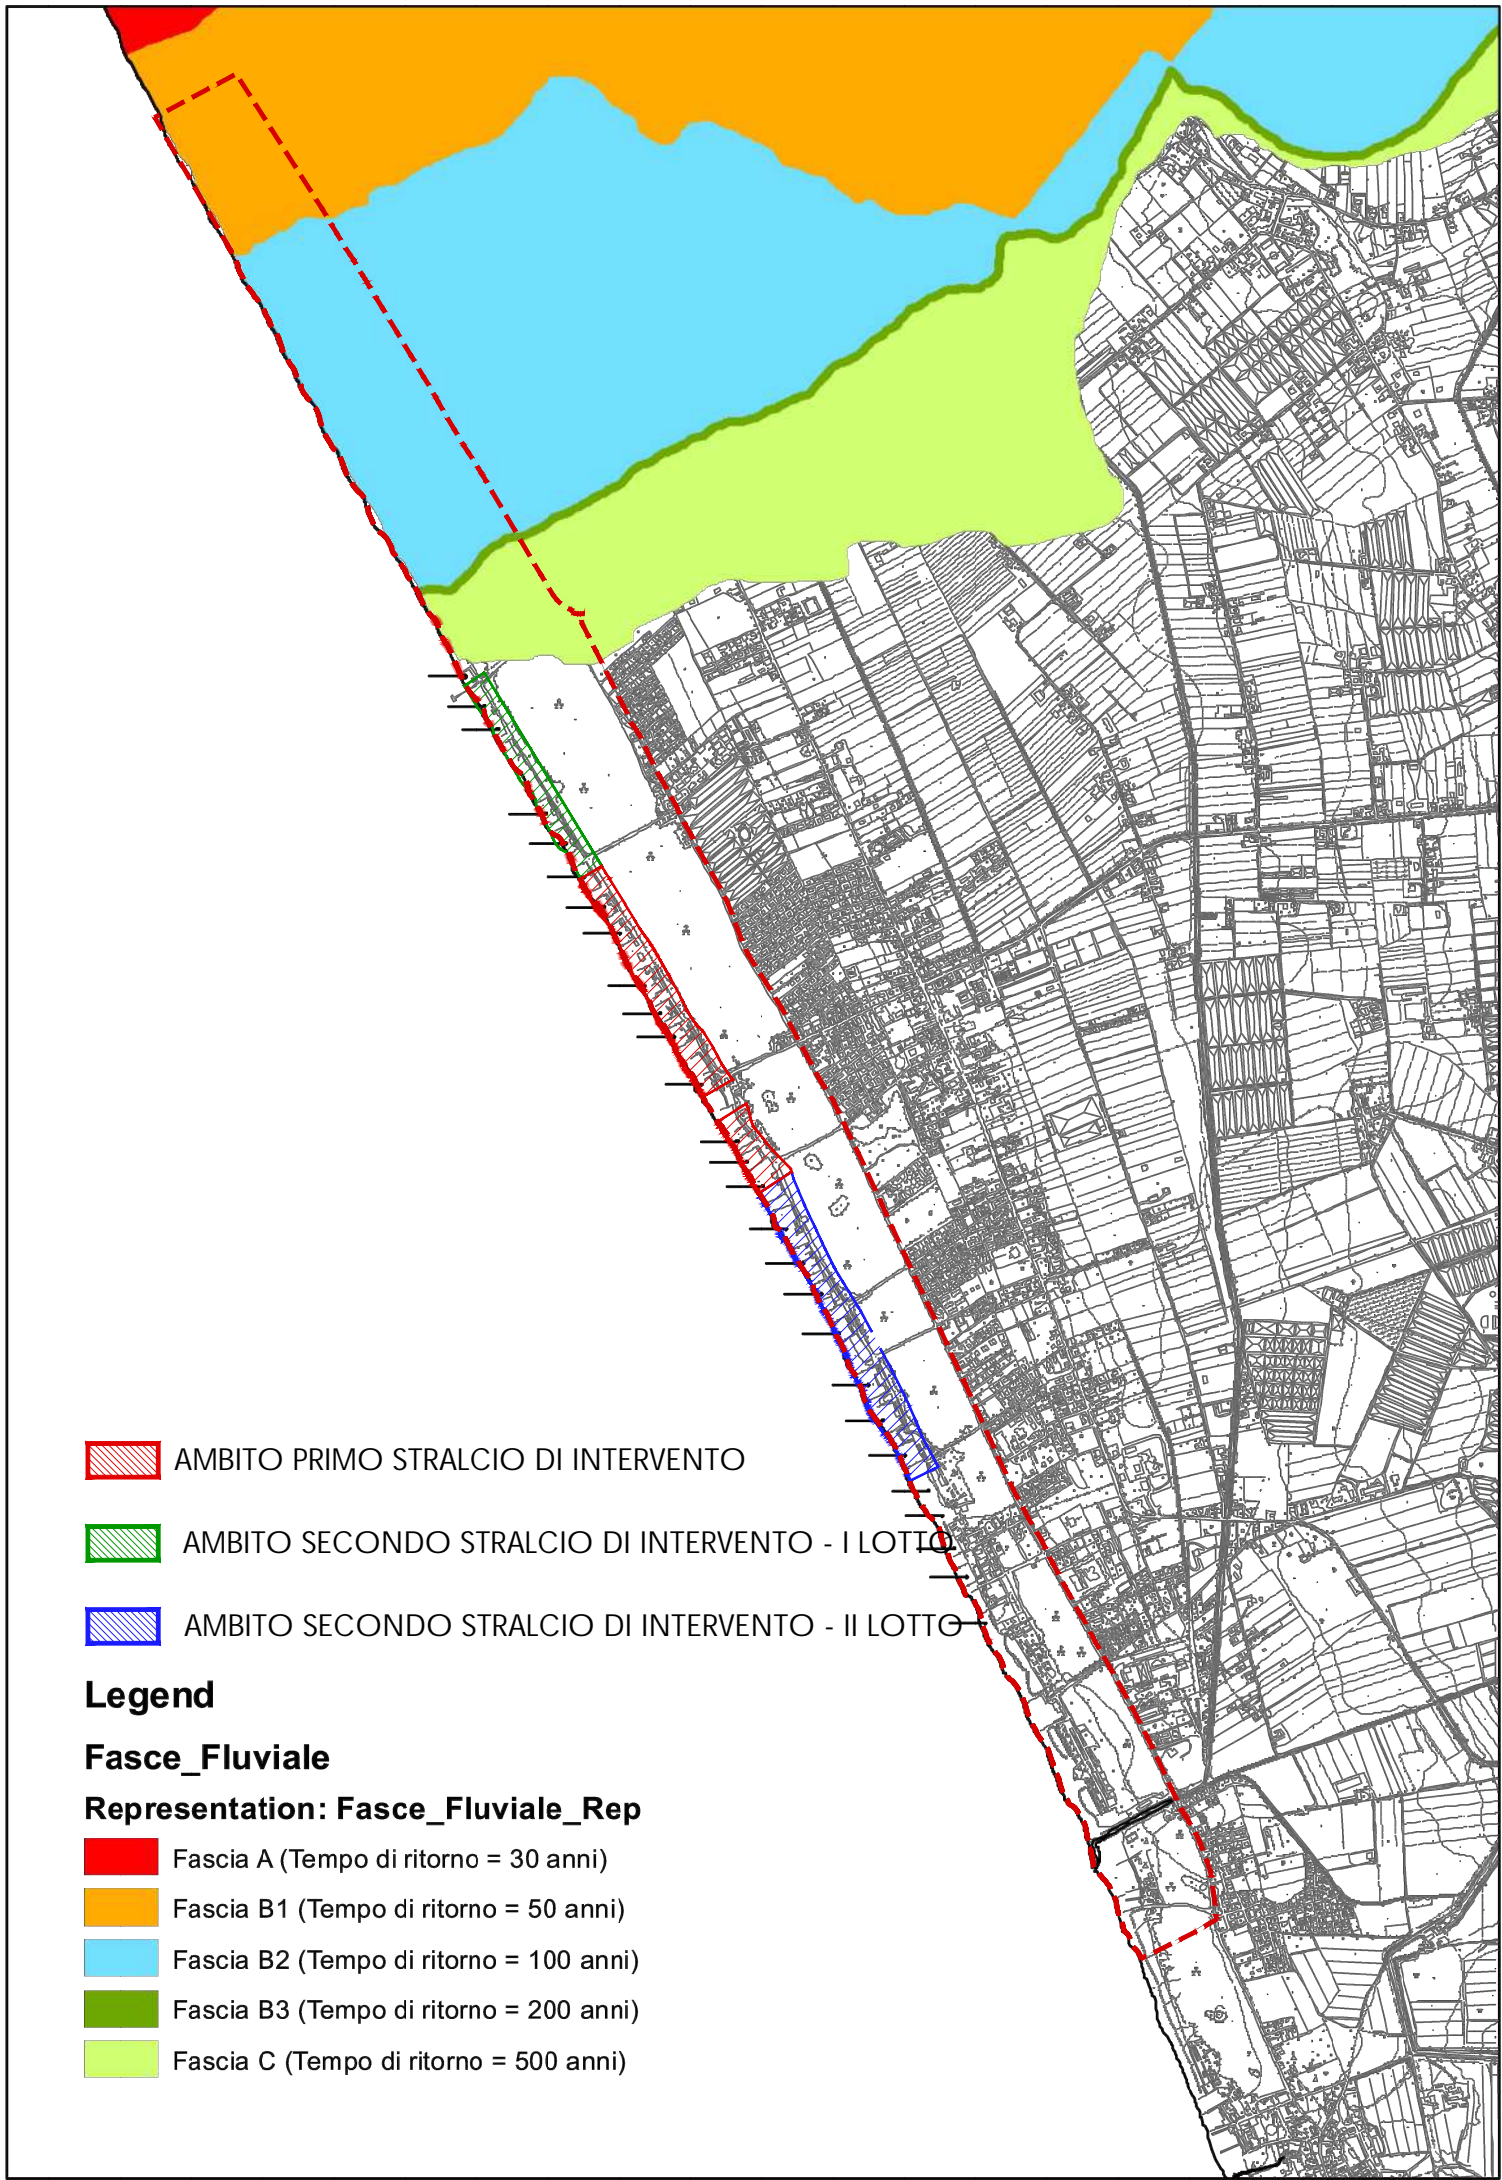 AMBITO PRIMO STRALCIO DI INTERVENTO
AMBITO SECONDO STRALCIO DI INTERVENTO - I LOTTO
AMBITO SECONDO STRALCIO DI INTERVENTO - II LOTTO
Legend
Fasce_Fluviale
Representation: Fasce_Fluviale_Rep
Fascia A (Tempo di ritorno = 30 anni)
Fascia B1 (Tempo di ritorno = 50 anni)
Fascia B2 (Tempo di ritorno = 100 anni)
Fascia B3 (Tempo di ritorno = 200 anni)
Fascia C (Tempo di ritorno = 500 anni)